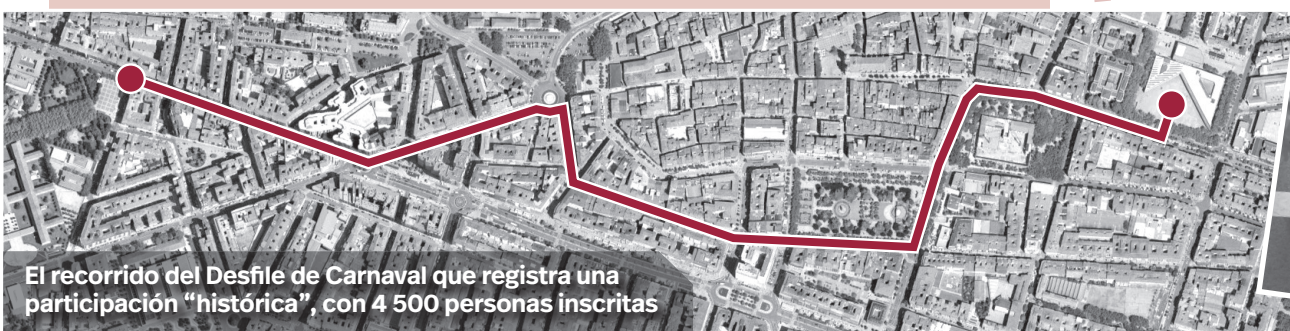 El recorrido del Desfile de Carnaval que registra una
participación “histórica”, con 4 500 personas inscritas